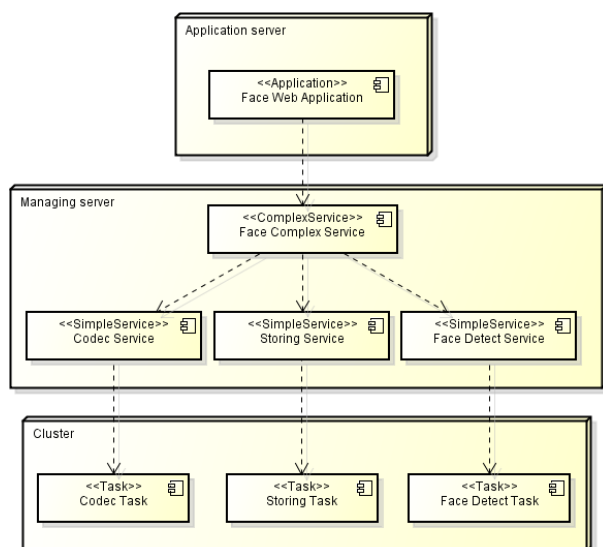 Application server
<<Application>>
Face Web Application
Managing server
<<ComplexService>>
Face Complex Service
<<SimpleService>>
Codec Service
<<SimpleService>>
Storing Service
<<SimpleService>>
Face Detect Service
Cluster
<<Task>>
Codec Task
<<Task>>
Storing Task
<<Task>>
Face Detect Task